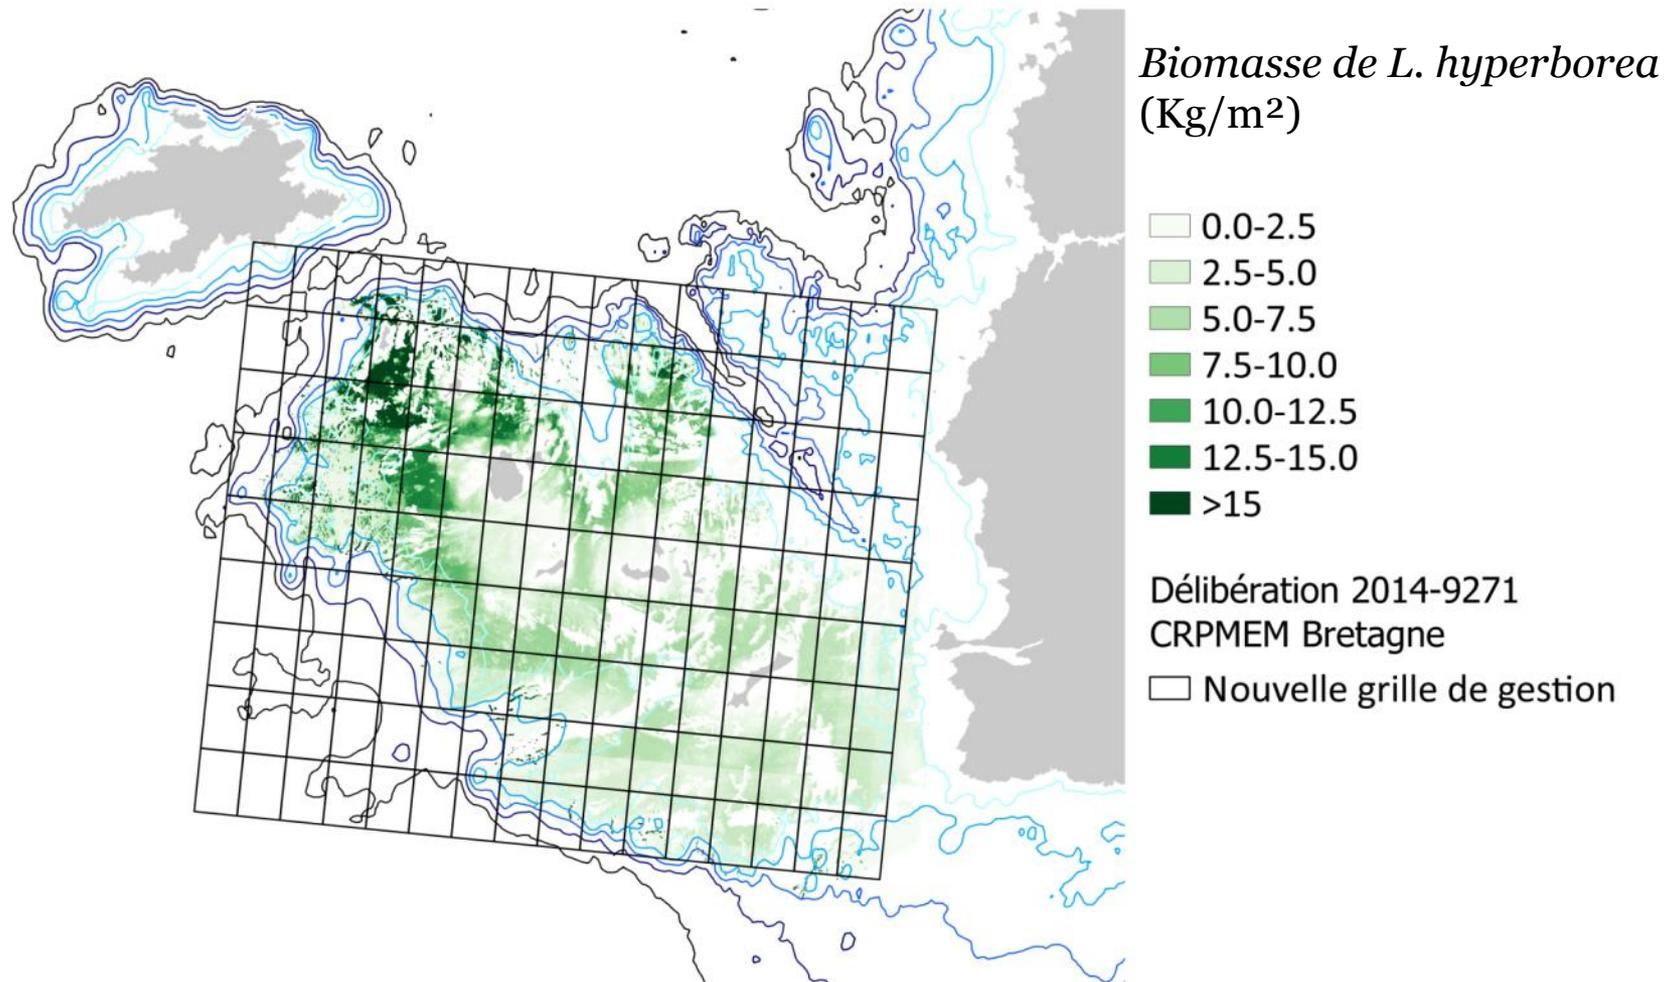 Biomasse de L. hyperborea
(Kg/m²)
0.0-2.5
2.5-5.0
5.0-7.5
7.5-10.0
10.0-12.5
12.5-15.0
>15
Délibération 2014-9271
CRPMEM Bretagne
Nouvelle grille de gestion